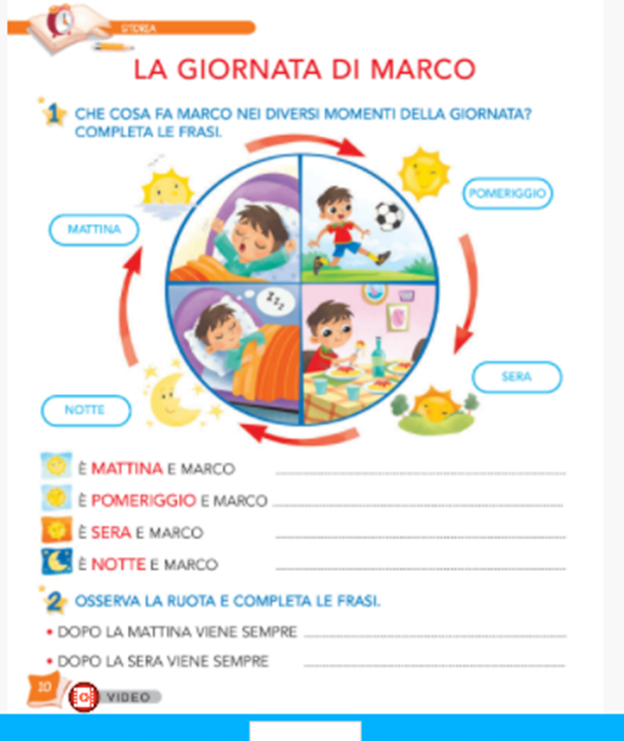 STORIA
LA GIORNATA DI MARCO
1 CHE COSA FA MARCO NEI DIVERSI MOMENTI DELLA GIORNATA?
COMPLETA LE FRASI.
POMERIGGIO
MATTINA
ZZZ
SERA
NOTTE
È MATTINA E MARCO
È POMERIGGIO E MARCO
È SERA E MARCO
È NOTTE E MARCO
2 OSSERVA LA RUOTA E COMPLETA LE FRASI.
• DOPO LA MATTINA VIENE SEMPRE
• DOPO LA SERA VIENE SEMPRE
10
VIDEO